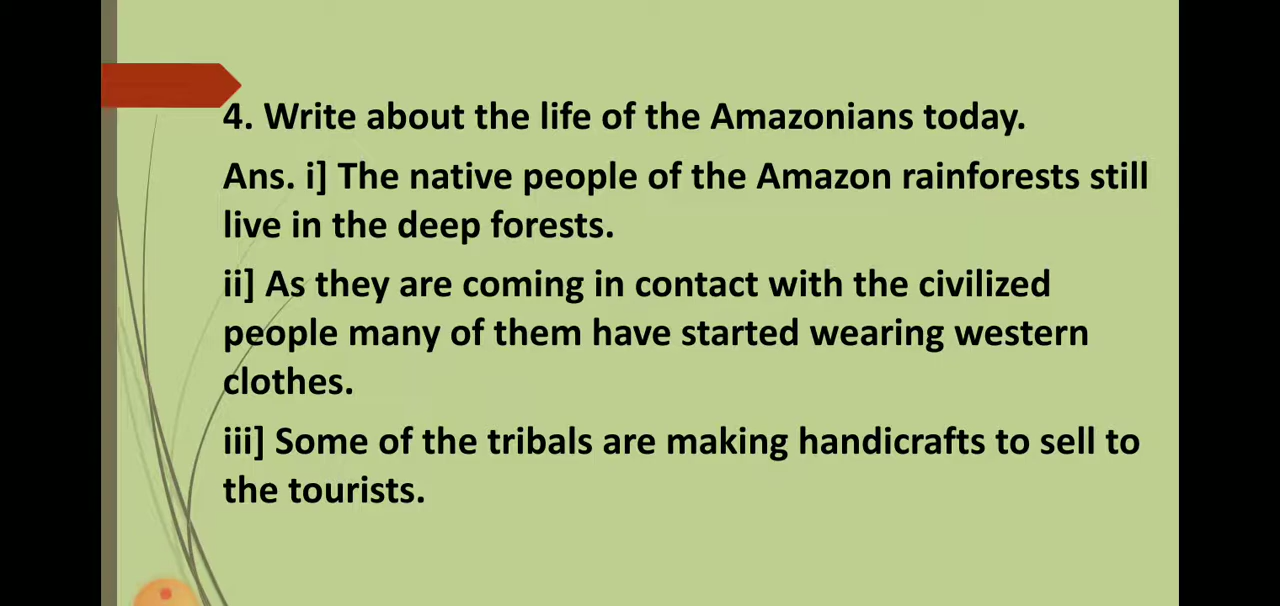 4. Write about the life of the Amazonians today.
Ans. i] The native people of the Amazon rainforests still
live in the deep forests.
ii] As they are coming in contact with the civilized
people many of them have started wearing western
clothes.
iii] Some of the tribals are making handicrafts to sell to
the tourists.